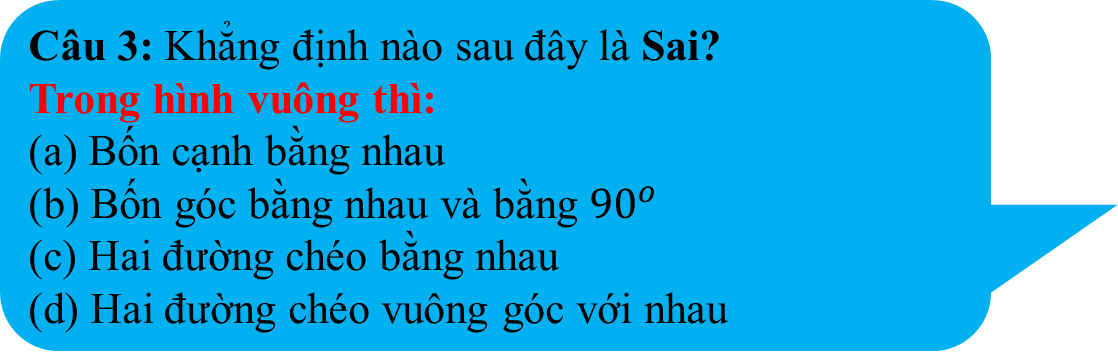 Câu 3: Khẳng định nào sau đây là Sai?
Trong hình vuông thì:
(a) Bốn cạnh bằng nhau
(b) Bốn góc bằng nhau và bằng 90º
(c) Hai đường chéo bằng nhau
(d) Hai đường chéo vuông góc với nhau